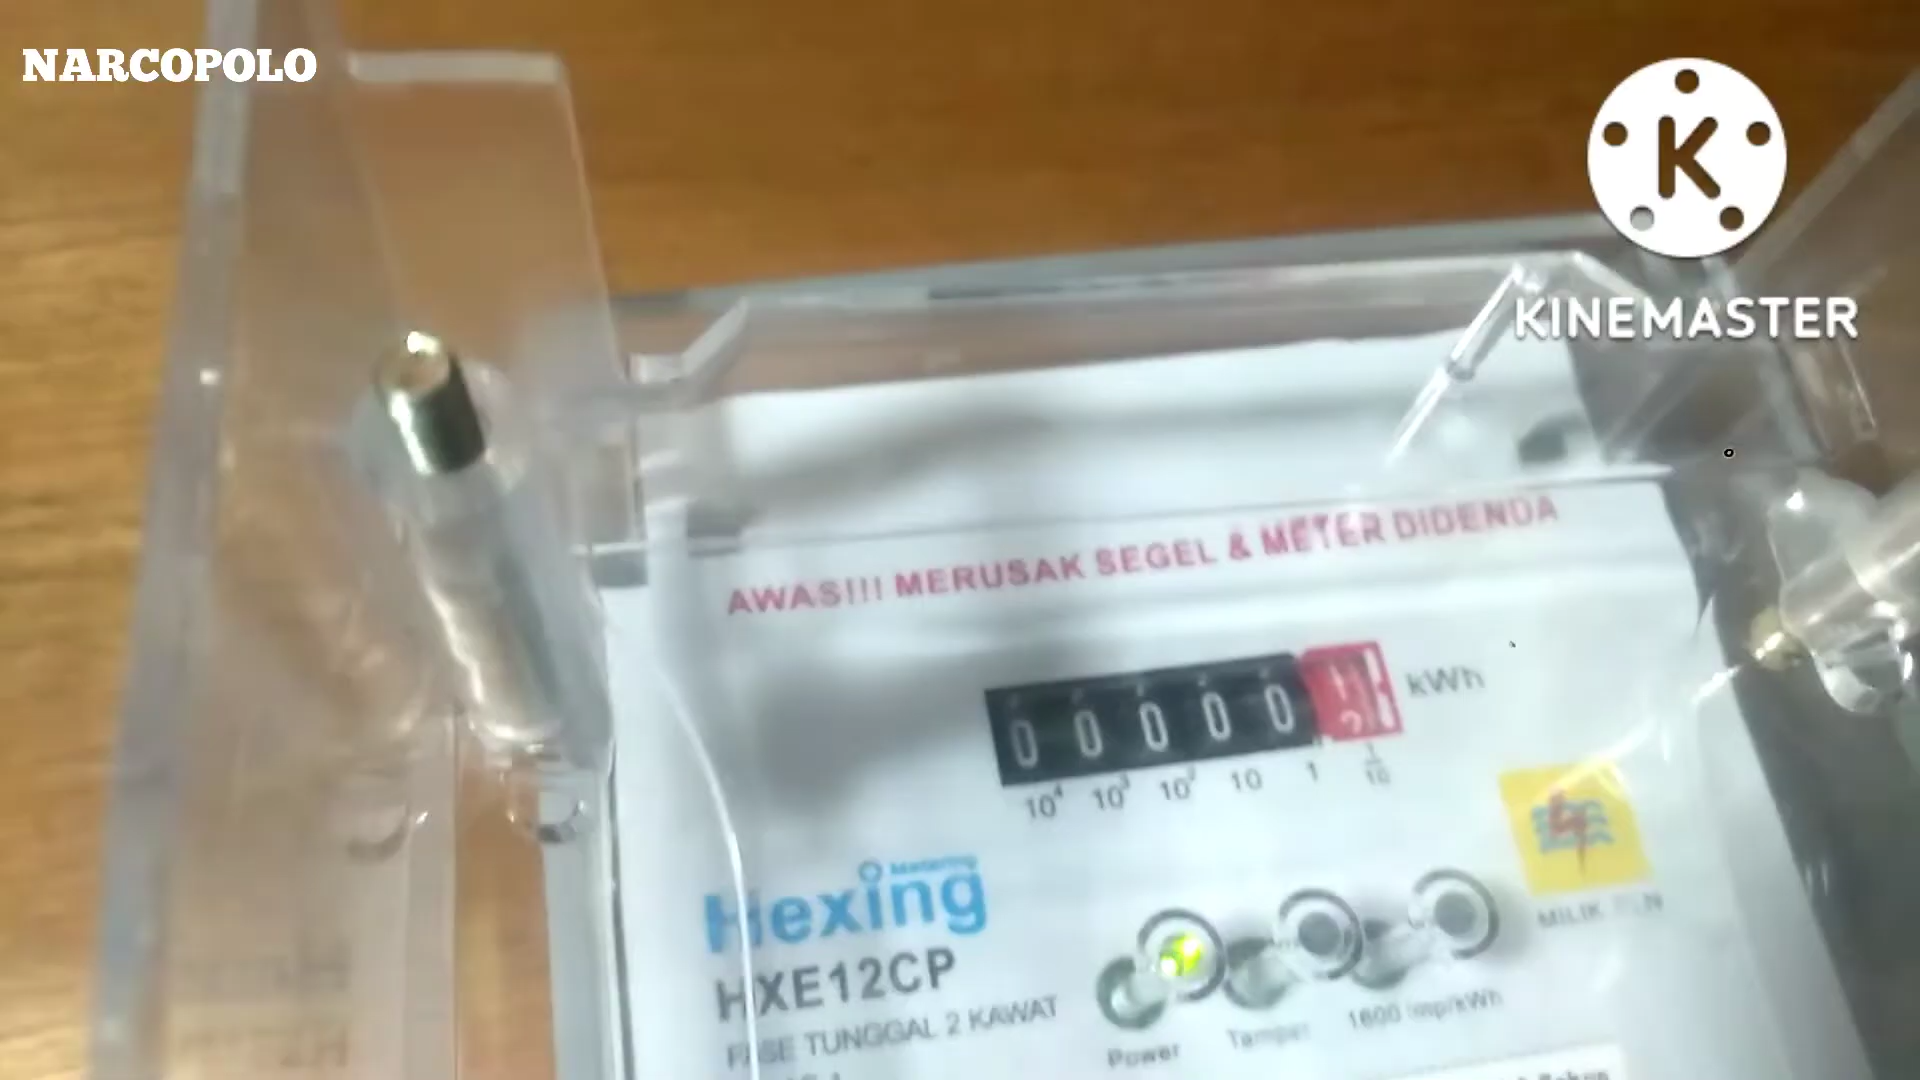 NARCOPOLO
KINEMASTER
AWAS!!! MERUSAK SEGEL & METER DIDENDA
0 0 0 0 0
kWh
10⁴ 10³ 10² 10 1 1/10
Metering
Hexing
HXE12CP
FASE TUNGGAL 2 KAWAT
MILIK PLN
Power
Tamper
1600 imp/kWh